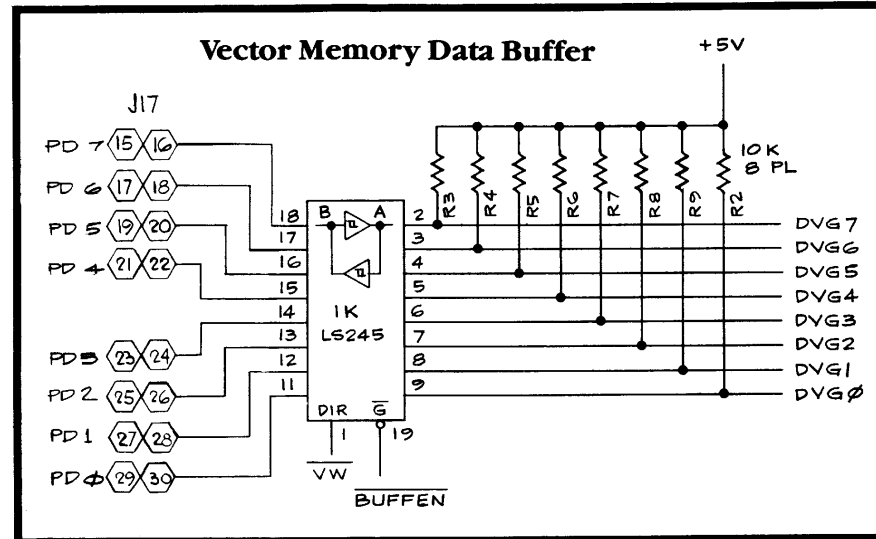 Vector Memory Data Buffer
+5V
J17
PD 7 15 16
PD 6 17 18
PD 5 19 20
PD 4 21 22
PD 3 23 24
PD 2 25 26
PD 1 27 28
PD ϕ 29 30
18
17
16
15
14
13
12
11
B A
1K
LS245
DIR G̅
1 19
V̅W̅
B̅U̅F̅F̅E̅N̅
2
3
4
5
6
7
8
9
R3 R4 R5 R6 R7 R8 R9 R2
10K
8 PL
DVG7
DVG6
DVG5
DVG4
DVG3
DVG2
DVG1
DVGϕ